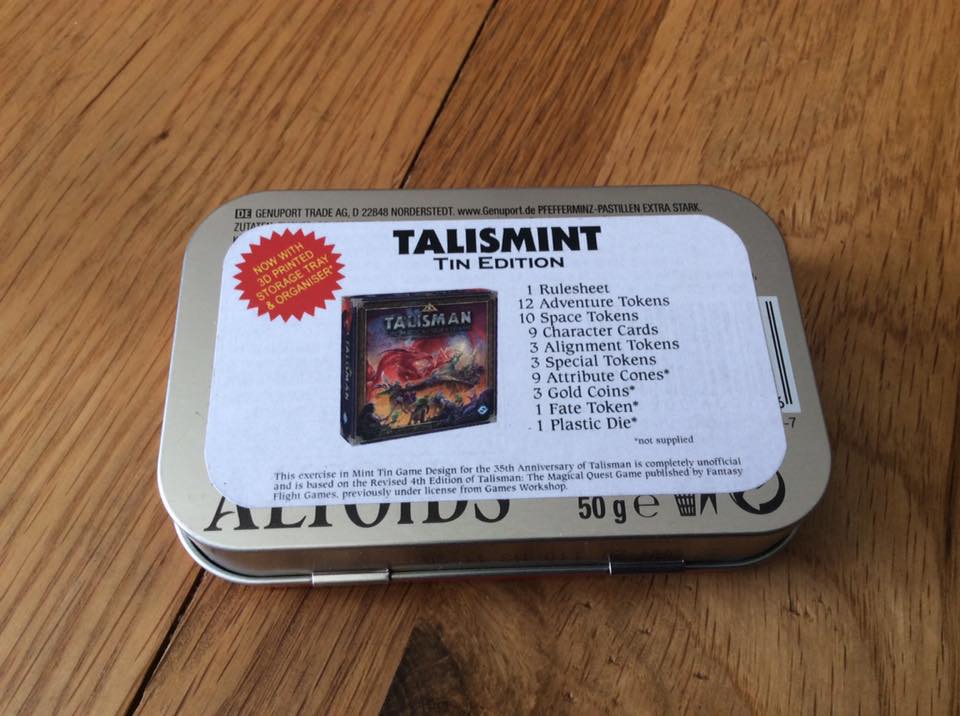 DE GENUPORT TRADE AG, D 22848 NORDERSTEDT. www.Genuport.de PFEFFERMINZ-PASTILLEN EXTRA STARK.
TALISMINT
TIN EDITION
NOW WITH
3D PRINTED
STORAGE TRAY
& ORGANISER*
TALISMAN
TALISMAN
1 Rulesheet
12 Adventure Tokens
10 Space Tokens
9 Character Cards
3 Alignment Tokens
3 Special Tokens
9 Attribute Cones*
3 Gold Coins*
1 Fate Token*
1 Plastic Die*
*not supplied
-7
This exercise in Mint Tin Game Design for the 35th Anniversary of Talisman is completely unofficial
and is based on the Revised 4th Edition of Talisman: The Magical Quest Game published by Fantasy
Flight Games, previously under license from Games Workshop.
ALTOIDS
50 g e